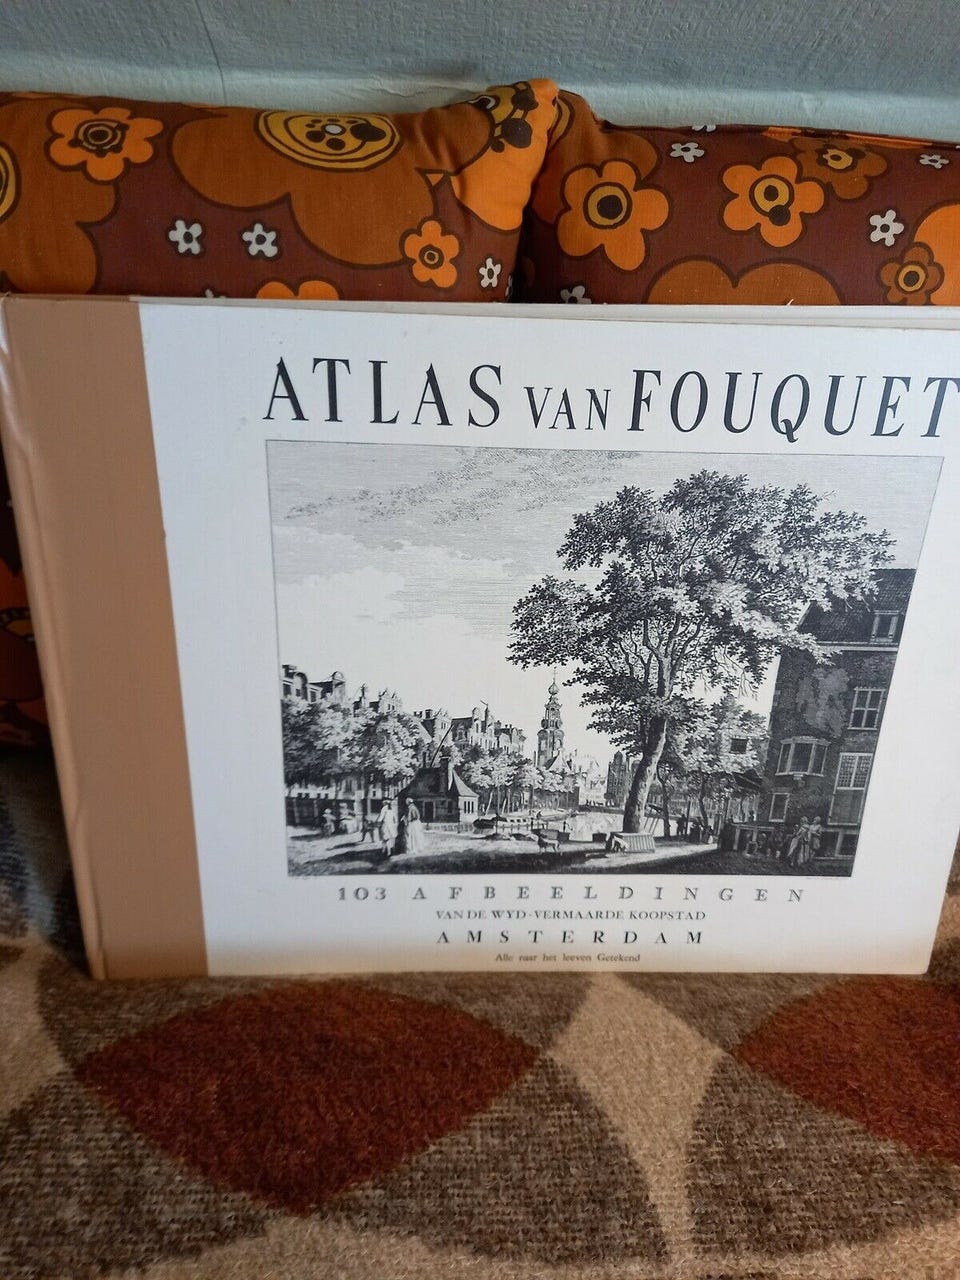 ATLAS VAN FOUQUET
103 AFBEELDINGEN
VAN DE WYD-VERMAARDE KOOPSTAD
AMSTERDAM
Alle naar het leeven Getekend